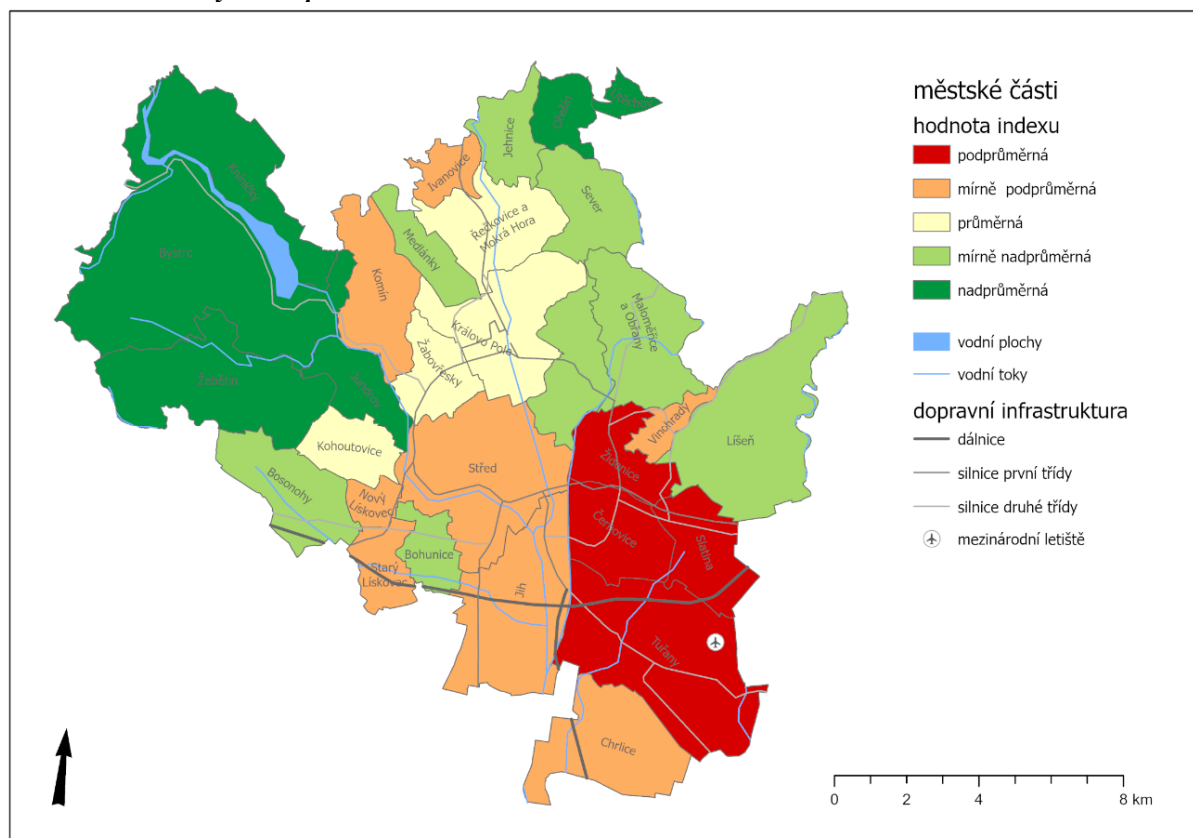 Útěchov
Ořešín
Jehnice
Ivanovice
Kníničky
Sever
Řečkovice a
Mokrá Hora
Medlánky
Bystrc
Komín
Maloměřice
a Obřany
Královo Pole
Žabovřesky
Žebětín
Jundrov
Vinohrady
Líšeň
Kohoutovice
Židenice
Střed
Bosonohy
Nový
Lískovec
Černovice
Slatina
Bohunice
Starý
Lískovec
Jih
Tuřany
Chrlice
městské části
hodnota indexu
podprůměrná
mírně podprůměrná
průměrná
mírně nadprůměrná
nadprůměrná
vodní plochy
vodní toky
dopravní infrastruktura
dálnice
silnice první třídy
silnice druhé třídy
mezinárodní letiště
0 2 4 8 km